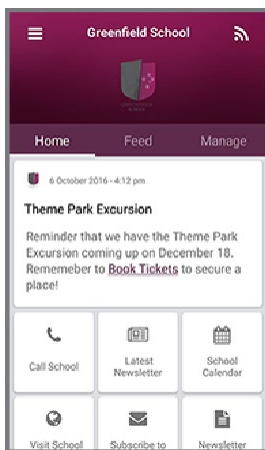 Greenfield School
GREENFIELD
SCHOOL
Home Feed Manage
6 October 2016 - 4:12 pm
Theme Park Excursion
Reminder that we have the Theme Park
Excursion coming up on December 18.
Rememeber to Book Tickets to secure a
place!
Call School
Latest
Newsletter
School
Calendar
Visit School
Subscribe to
Newsletter